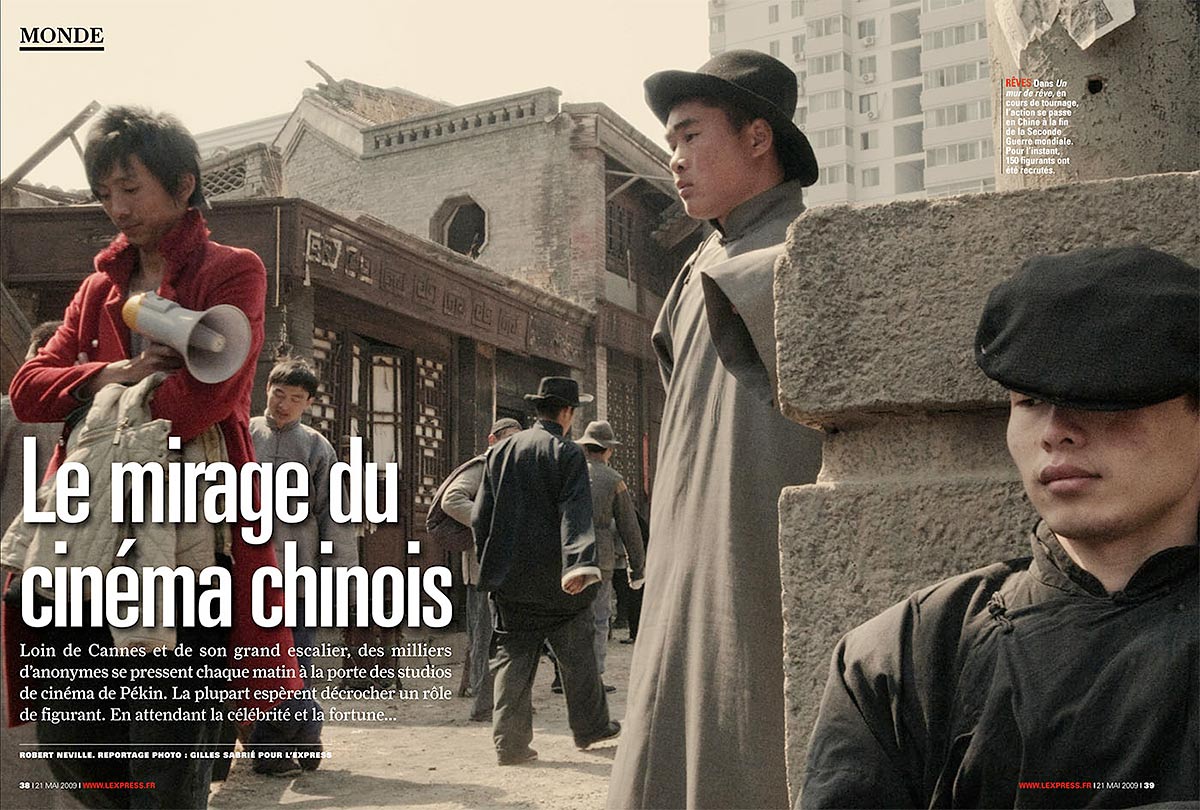 MONDE
RÊVES Dans Un
mur de rêve, en
cours de tournage,
l'action se passe
en Chine à la fin
de la Seconde
Guerre mondiale.
Pour l'instant,
150 figurants ont
été recrutés.
Le mirage du
cinéma chinois
Loin de Cannes et de son grand escalier, des milliers
d'anonymes se pressent chaque matin à la porte des studios
de cinéma de Pékin. La plupart espèrent décrocher un rôle
de figurant. En attendant la célébrité et la fortune...
ROBERT NEVILLE. REPORTAGE PHOTO : GILLES SABRIÉ POUR L'EXPRESS
38 I 21 MAI 2009 I WWW.LEXPRESS.FR
WWW.LEXPRESS.FR I 21 MAI 2009 I 39